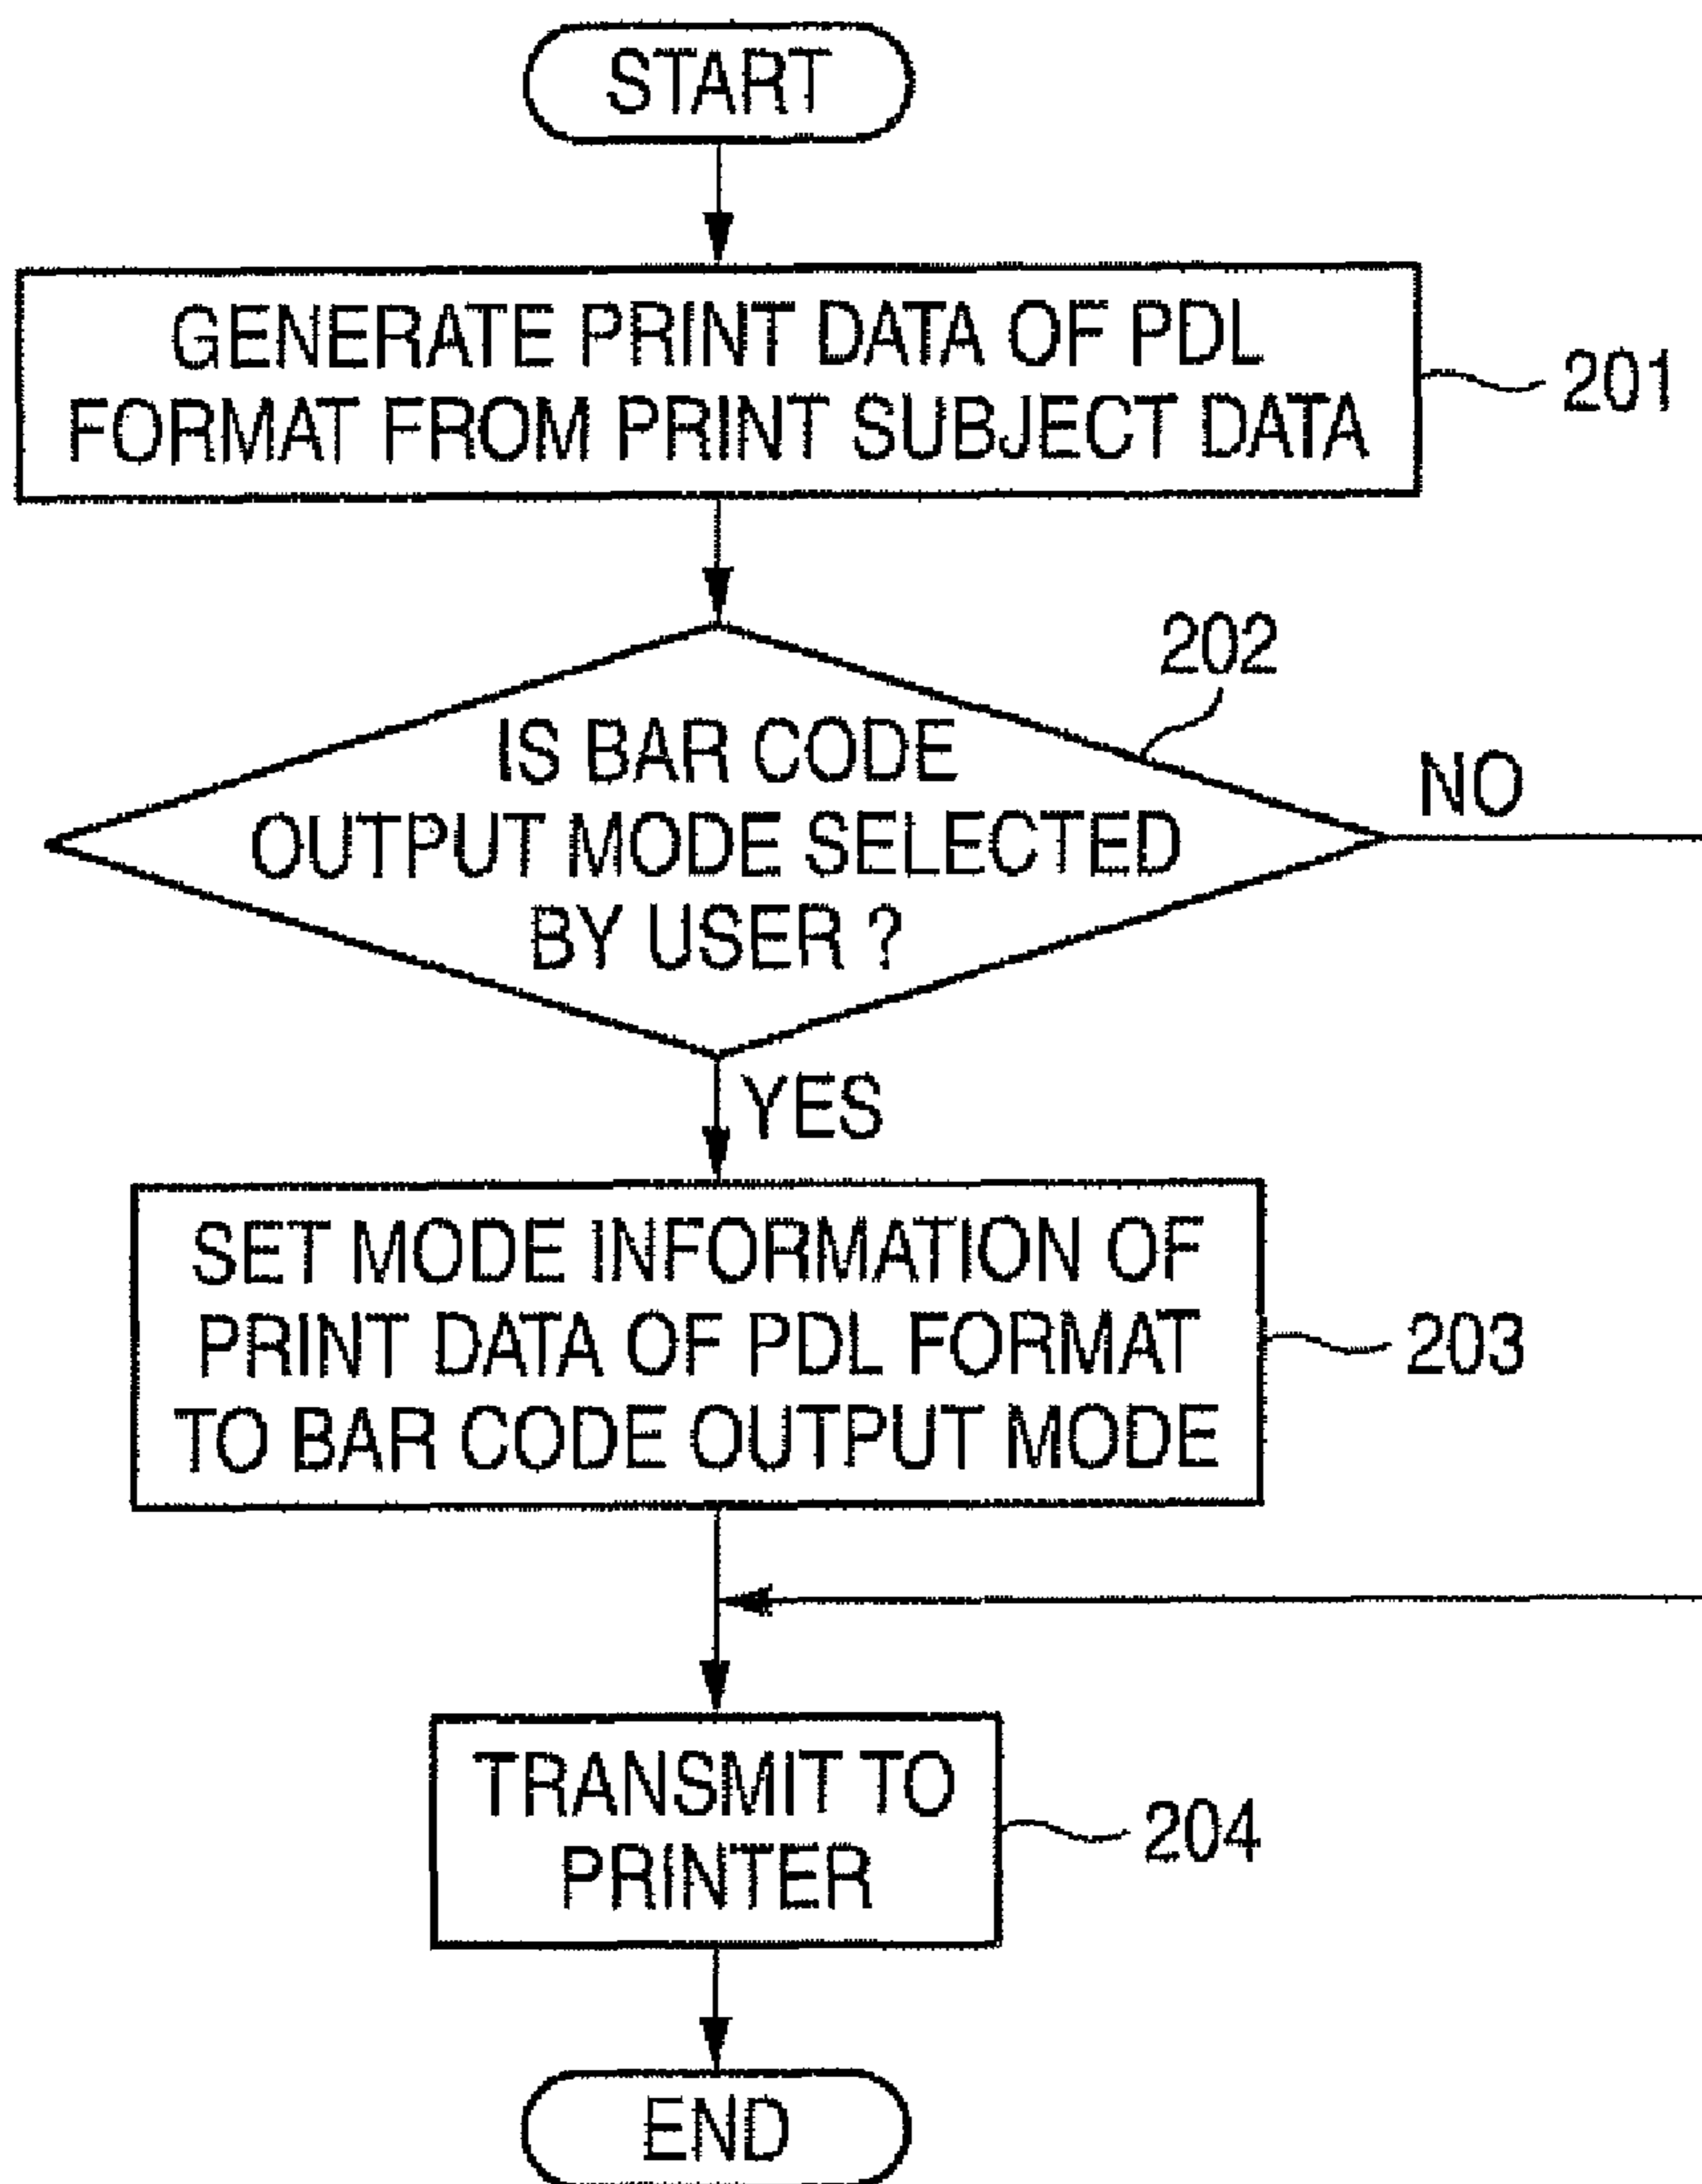 START
GENERATE PRINT DATA OF PDL
FORMAT FROM PRINT SUBJECT DATA
201
202
IS BAR CODE
OUTPUT MODE SELECTED
BY USER ?
NO
YES
SET MODE INFORMATION OF
PRINT DATA OF PDL FORMAT
TO BAR CODE OUTPUT MODE
203
TRANSMIT TO
PRINTER
204
END